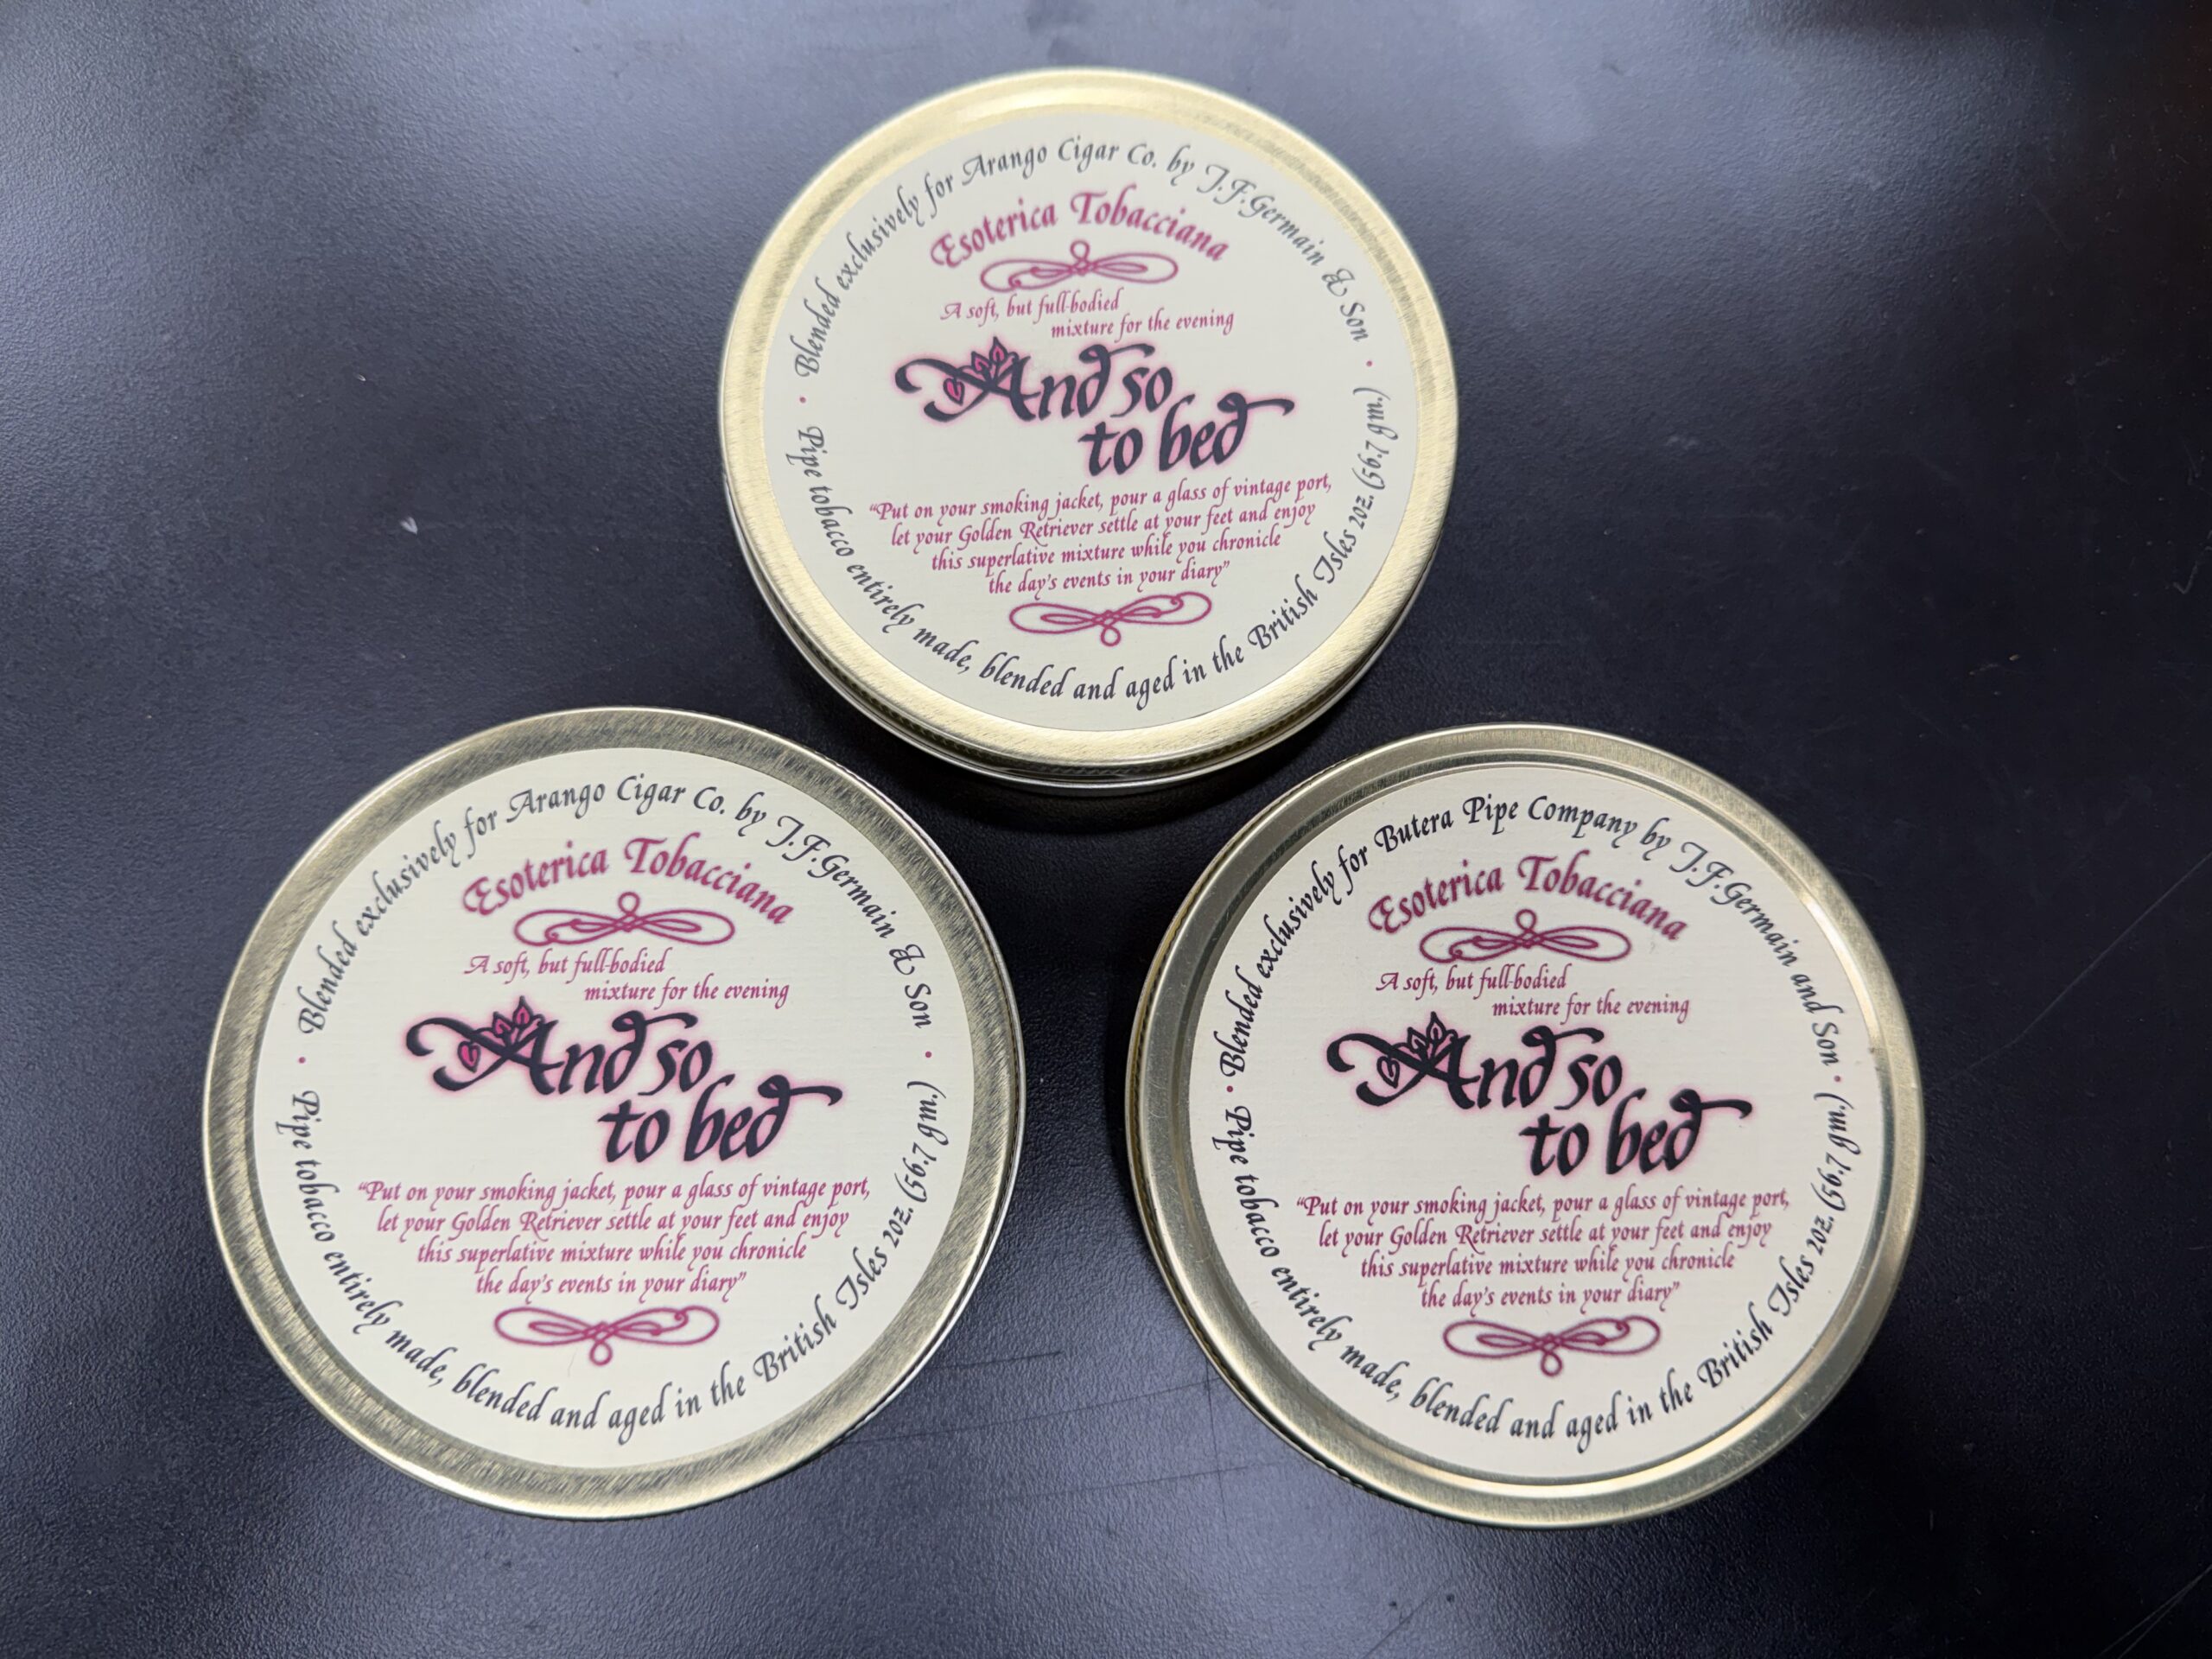 Blended exclusively for Arango Cigar Co. by J.F.Germain & Son
Esoterica Tobacciana
A soft, but full-bodied
mixture for the evening
And so
to bed
“Put on your smoking jacket, pour a glass of vintage port,
let your Golden Retriever settle at your feet and enjoy
this superlative mixture while you chronicle
the day's events in your diary”
Pipe tobacco entirely made, blended and aged in the British Isles 2oz. (56.7 gm.)
Blended exclusively for Arango Cigar Co. by J.F.Germain & Son
Esoterica Tobacciana
A soft, but full-bodied
mixture for the evening
And so
to bed
“Put on your smoking jacket, pour a glass of vintage port,
let your Golden Retriever settle at your feet and enjoy
this superlative mixture while you chronicle
the day's events in your diary”
Pipe tobacco entirely made, blended and aged in the British Isles 2oz. (56.7 gm.)
Blended exclusively for Butera Pipe Company by J.F.Germain and Son
Esoterica Tobacciana
A soft, but full-bodied
mixture for the evening
And so
to bed
“Put on your smoking jacket, pour a glass of vintage port,
let your Golden Retriever settle at your feet and enjoy
this superlative mixture while you chronicle
the day's events in your diary”
Pipe tobacco entirely made, blended and aged in the British Isles 2oz. (56.7 gm.)